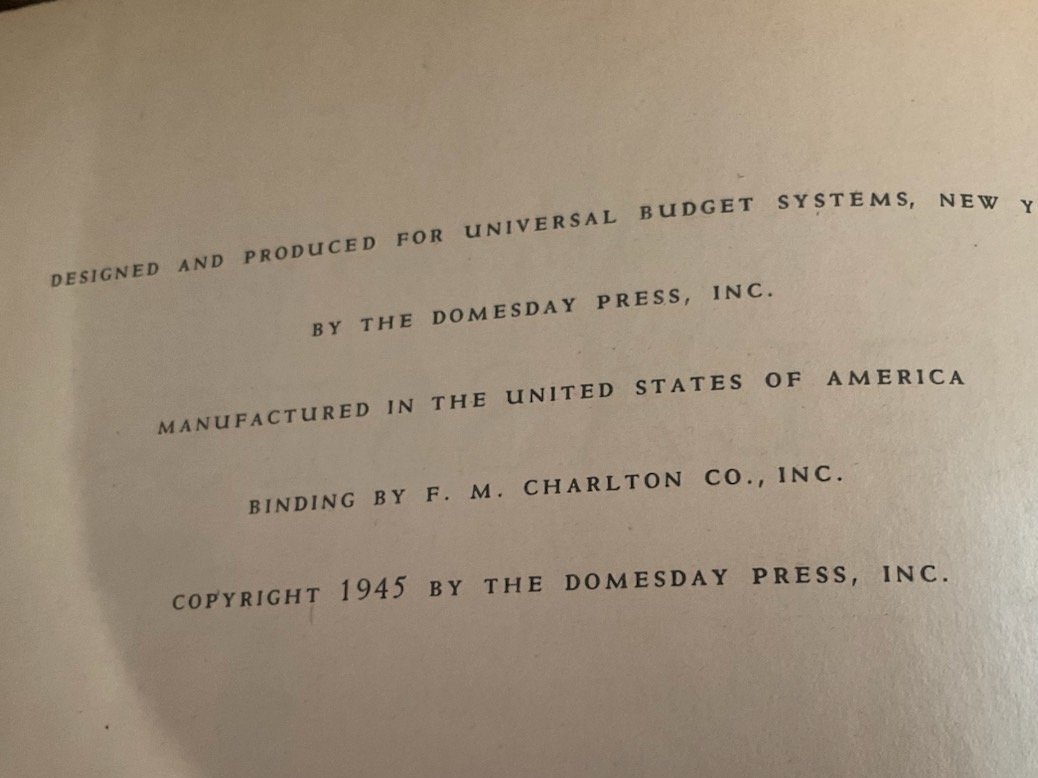 DESIGNED AND PRODUCED FOR UNIVERSAL BUDGET SYSTEMS, NEW Y
BY THE DOMESDAY PRESS, INC.
MANUFACTURED IN THE UNITED STATES OF AMERICA
BINDING BY F. M. CHARLTON CO., INC.
COPYRIGHT 1945 BY THE DOMESDAY PRESS, INC.